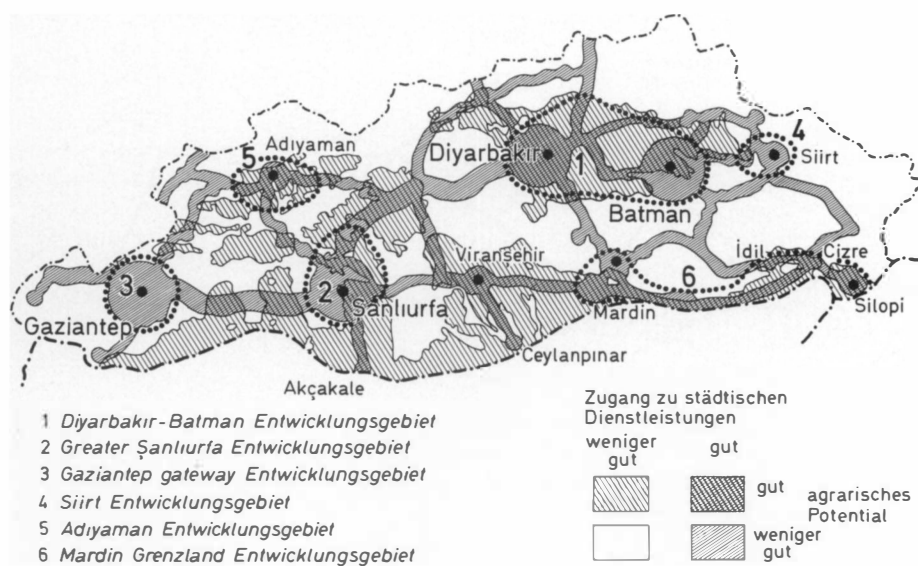 4
5
Adıyaman
Siirt
Diyarbakır
1
Batman
Viranşehir
İdil
Cizre
6
3
2
Gaziantep
Şanlıurfa
Mardin
Silopi
Ceylanpınar
Akçakale
1 Diyarbakır-Batman Entwicklungsgebiet
2 Greater Şanlıurfa Entwicklungsgebiet
3 Gaziantep gateway Entwicklungsgebiet
4 Siirt Entwicklungsgebiet
5 Adıyaman Entwicklungsgebiet
6 Mardin Grenzland Entwicklungsgebiet
Zugang zu städtischen
Dienstleistungen
weniger gut
gut
gut
agrarisches
Potential
weniger
gut